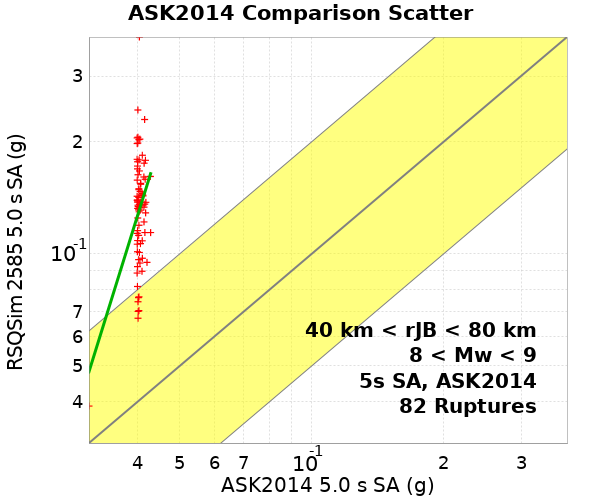 ASK2014 Comparison Scatter
RSQSim 2585 5.0 s SA (g)
3
2
10-1
7
6
5
4
40 km < rJB < 80 km
8 < Mw < 9
5s SA, ASK2014
82 Ruptures
4 5 6 7 10-1 2 3
ASK2014 5.0 s SA (g)